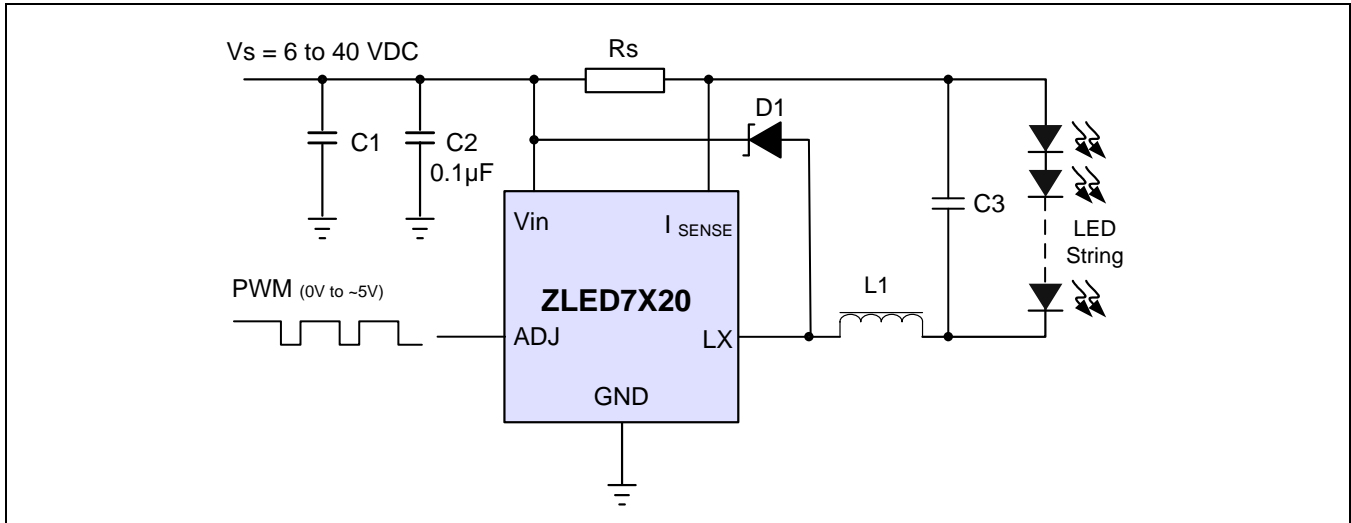 Vs = 6 to 40 VDC
Rs
D1
C1
C2
0.1µF
Vin
I SENSE
C3
LED
String
PWM (0V to ~5V)
L1
ZLED7X20
ADJ
LX
GND